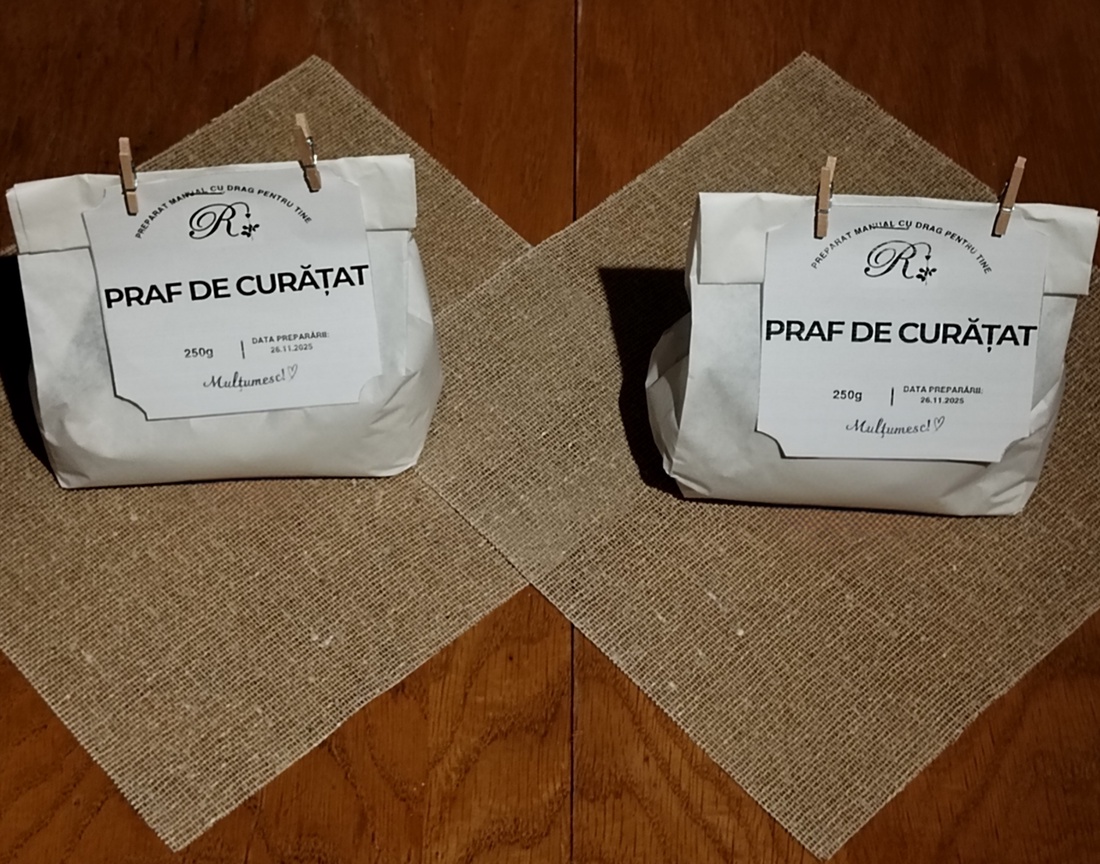 PREPARAT MANUAL CU DRAG PENTRU TINE
R
PRAF DE CURĂȚAT
250g
DATA PREPARĂRII:
26.11.2025
Mulțumesc!
PREPARAT MANUAL CU DRAG PENTRU TINE
R
PRAF DE CURĂȚAT
250g
DATA PREPARĂRII:
26.11.2025
Mulțumesc!